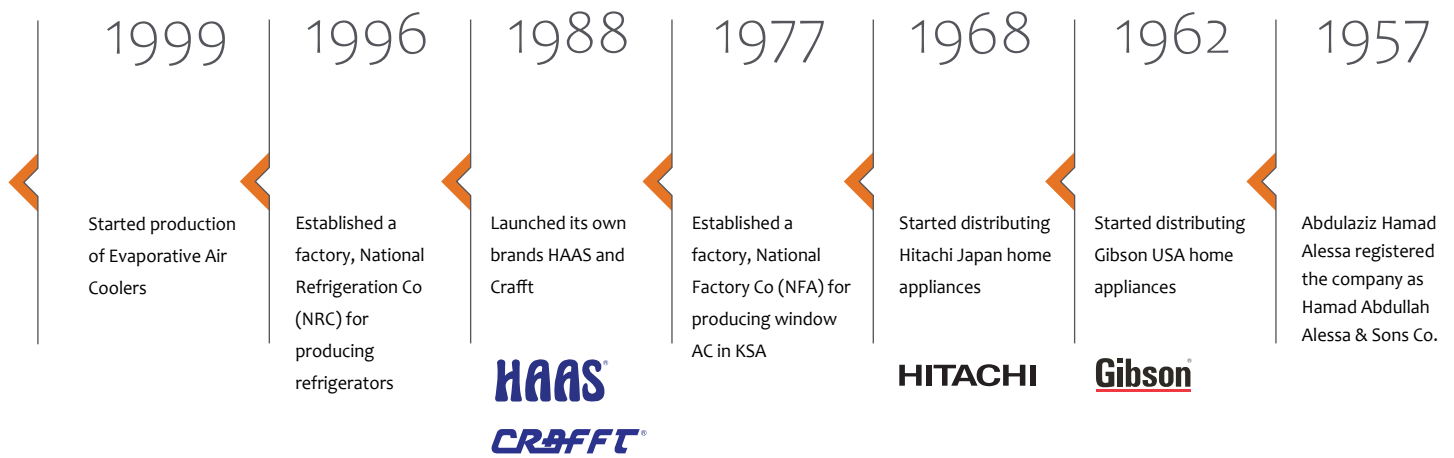 1999
Started production
of Evaporative Air
Coolers
1996
Established a
factory, National
Refrigeration Co
(NRC) for
producing
refrigerators
1988
Launched its own
brands HAAS and
Crafft
HAAS®
CRAFFT®
1977
Established a
factory, National
Factory Co (NFA) for
producing window
AC in KSA
1968
Started distributing
Hitachi Japan home
appliances
HITACHI
1962
Started distributing
Gibson USA home
appliances
Gibson®
1957
Abdulaziz Hamad
Alessa registered
the company as
Hamad Abdullah
Alessa & Sons Co.